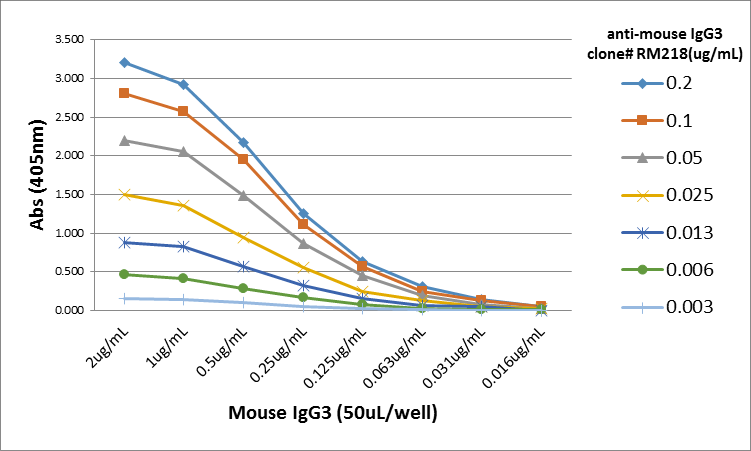 anti-mouse IgG3
clone# RM218(ug/mL)
3.500
3.000
2.500
2.000
1.500
1.000
0.500
0.000
Abs (405nm)
0.2
0.1
0.05
0.025
0.013
0.006
0.003
2ug/mL
1ug/mL
0.5ug/mL
0.25ug/mL
0.125ug/mL
0.063ug/mL
0.031ug/mL
0.016ug/mL
Mouse IgG3 (50uL/well)